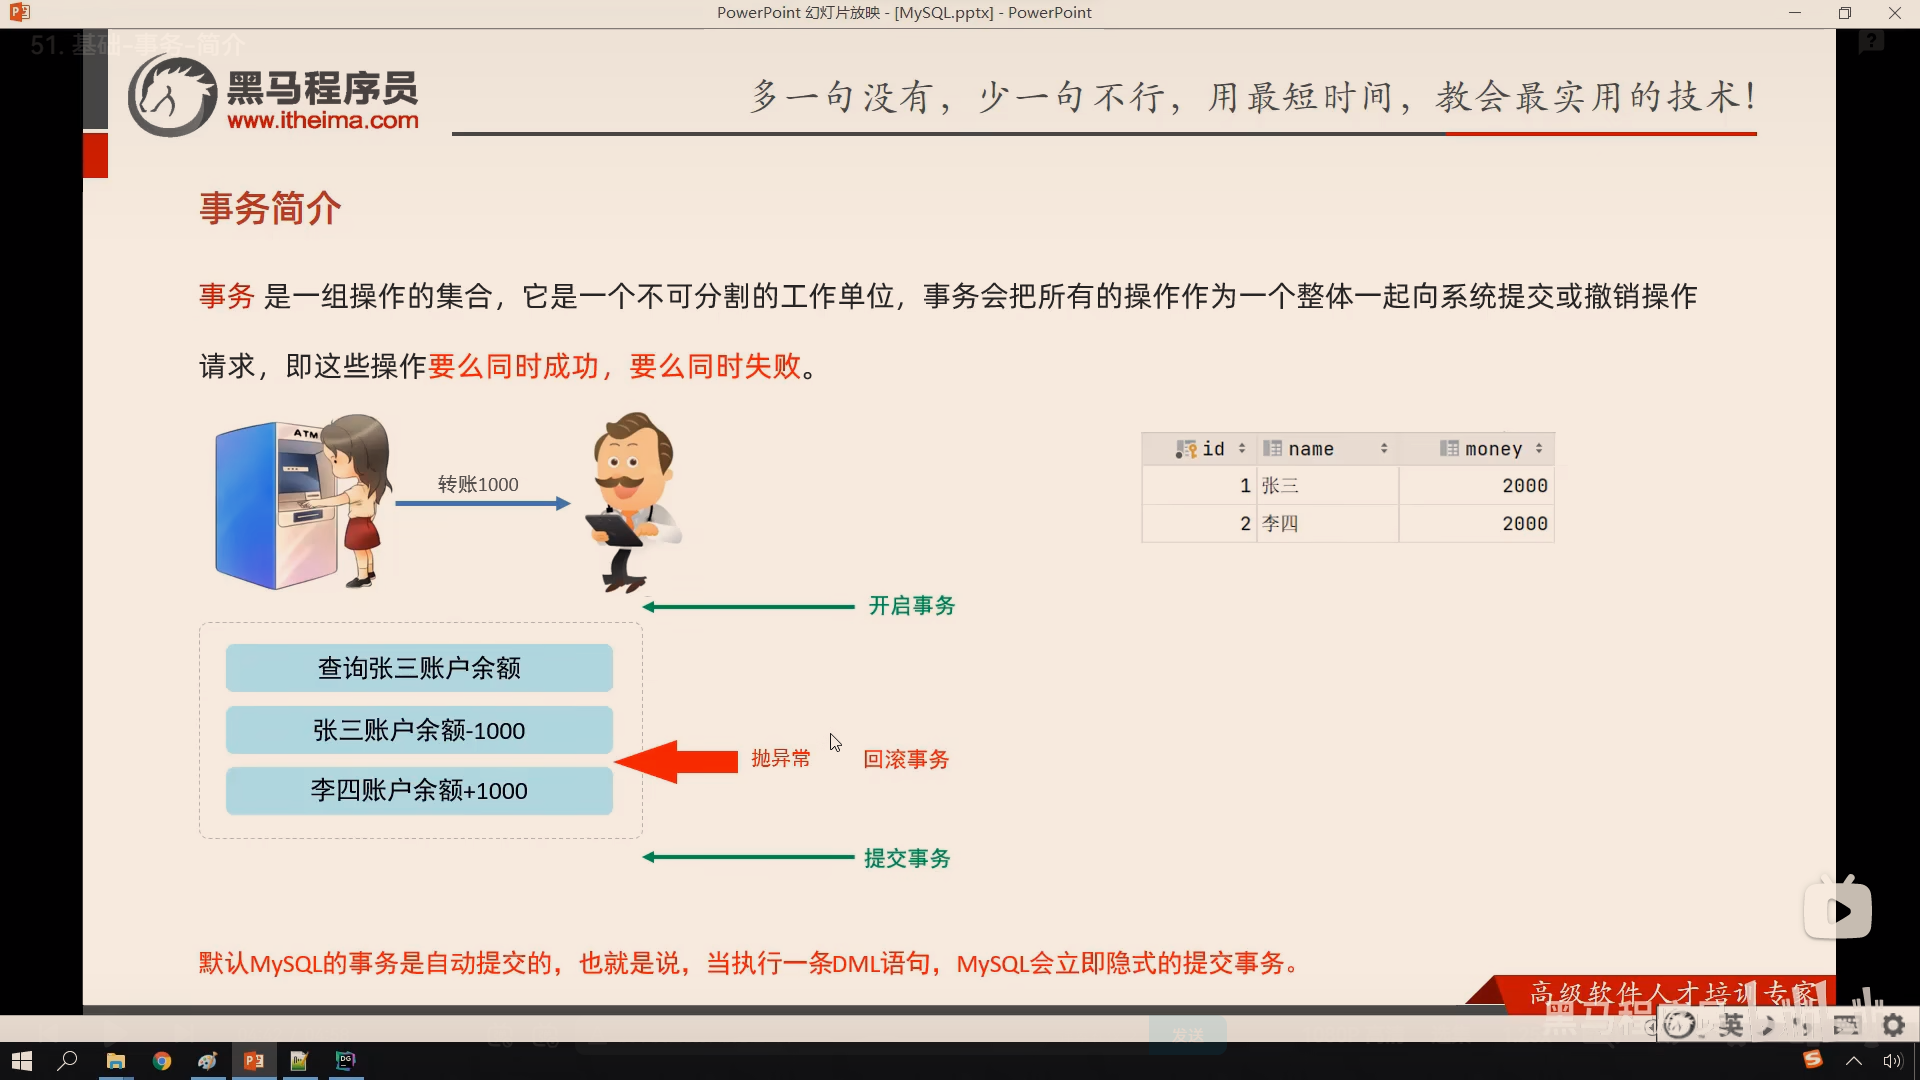 PowerPoint 幻灯片放映 - [MySQL.pptx] - PowerPoint
51. 基础-事务-简介
黑马程序员
www.itheima.com
多一句没有，少一句不行，用最短时间，教会最实用的技术！
事务简介
事务 是一组操作的集合，它是一个不可分割的工作单位，事务会把所有的操作作为一个整体一起向系统提交或撤销操作
请求，即这些操作要么同时成功，要么同时失败。
ATM
转账1000
id name money
1 张三 2000
2 李四 2000
开启事务
查询张三账户余额
张三账户余额-1000
抛异常 回滚事务
李四账户余额+1000
提交事务
默认MySQL的事务是自动提交的，也就是说，当执行一条DML语句，MySQL会立即隐式的提交事务。
高级软件人才培训专家
黑马程序员
英
发送